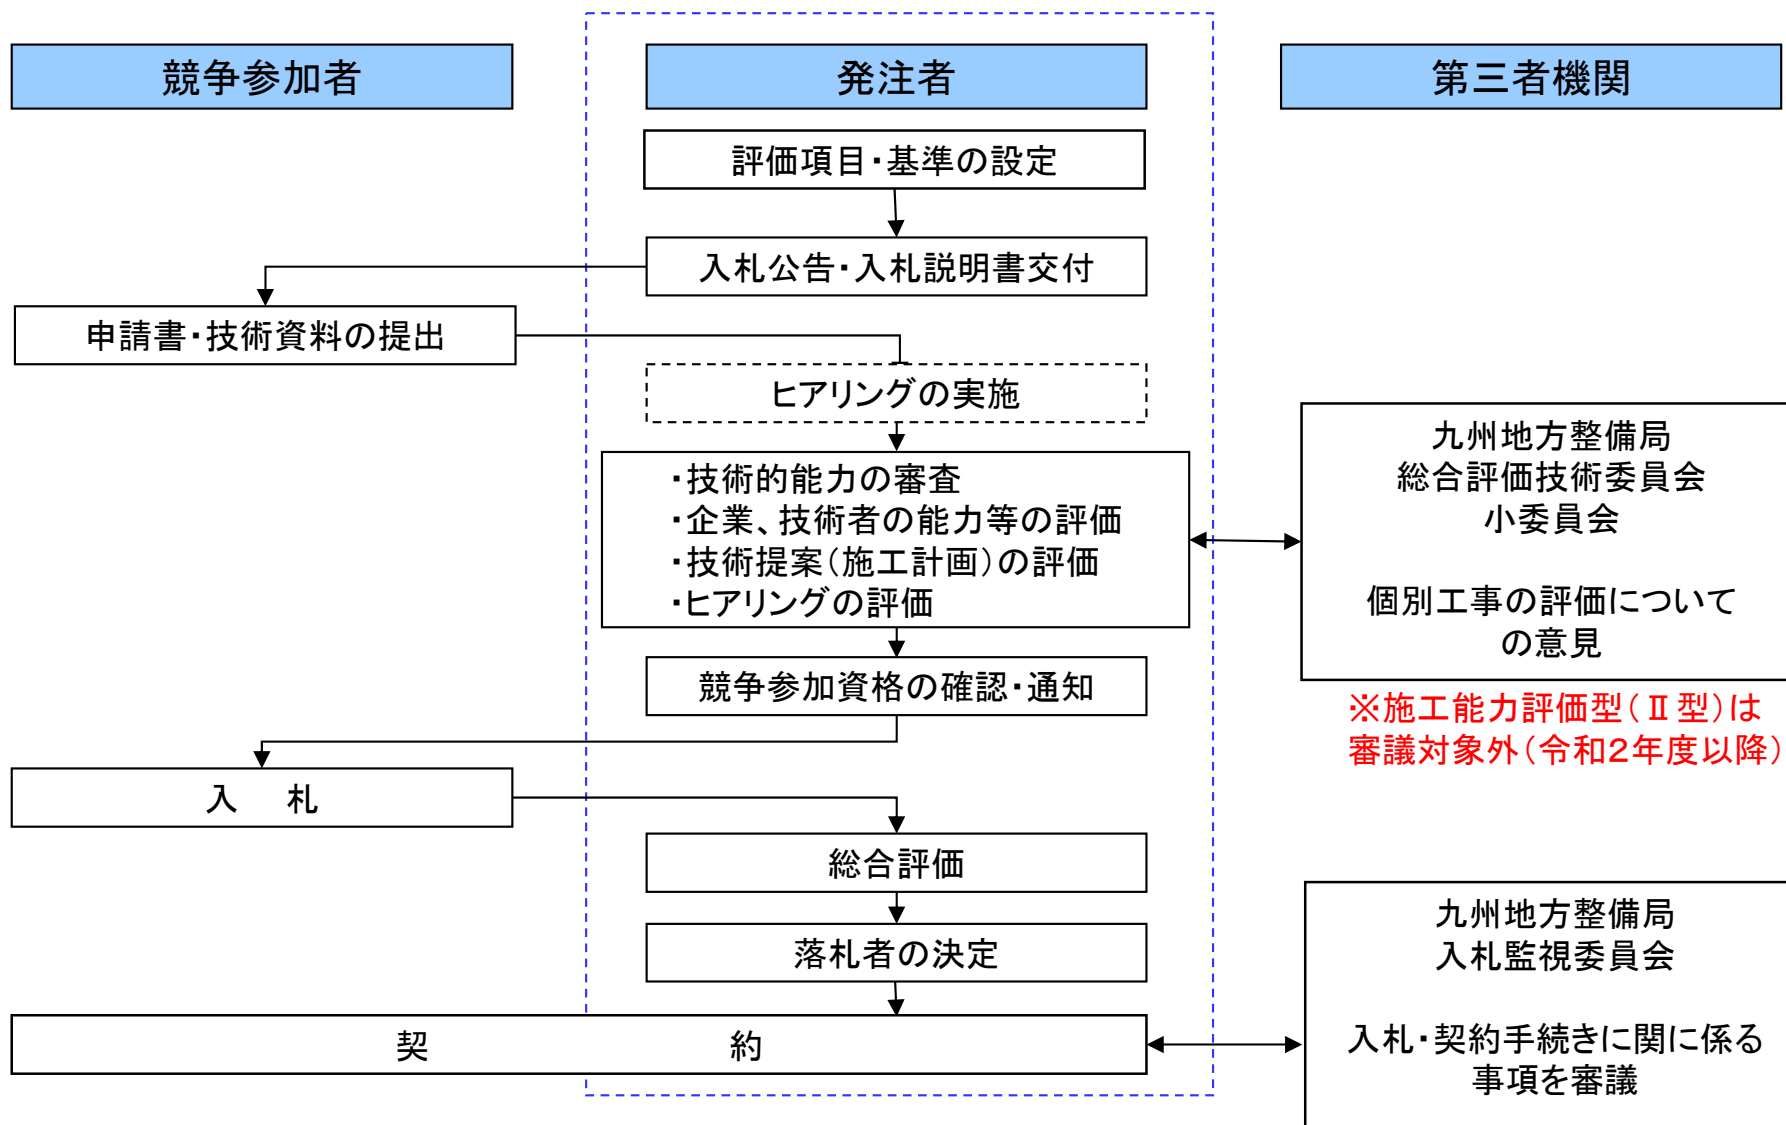 競争参加者
発注者
第三者機関
評価項目・基準の設定
入札公告・入札説明書交付
申請書・技術資料の提出
ヒアリングの実施
・技術的能力の審査
・企業、技術者の能力等の評価
・技術提案(施工計画)の評価
・ヒアリングの評価
九州地方整備局
総合評価技術委員会
小委員会
個別工事の評価について
の意見
※施工能力評価型(Ⅱ型)は
審議対象外(令和2年度以降)
競争参加資格の確認・通知
入 札
総合評価
落札者の決定
契 約
九州地方整備局
入札監視委員会
入札・契約手続きに関に係る
事項を審議